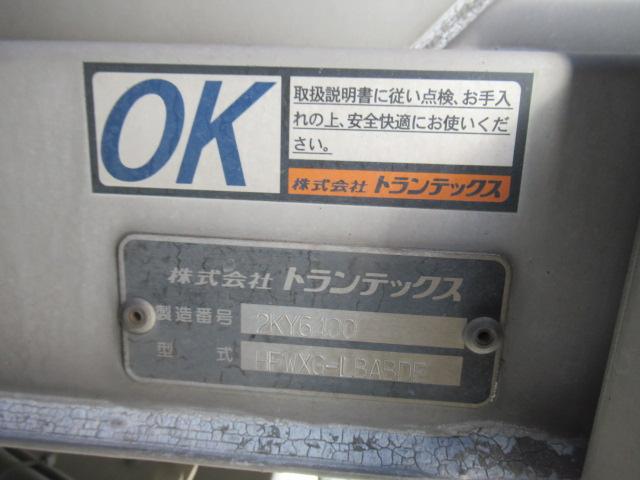 OK
取扱説明書に従い点検、お手入
れの上、安全快適にお使いくだ
さい。
株式会社 トランテックス
株式会社 トランテックス
製造番号 2KY6400
型 式